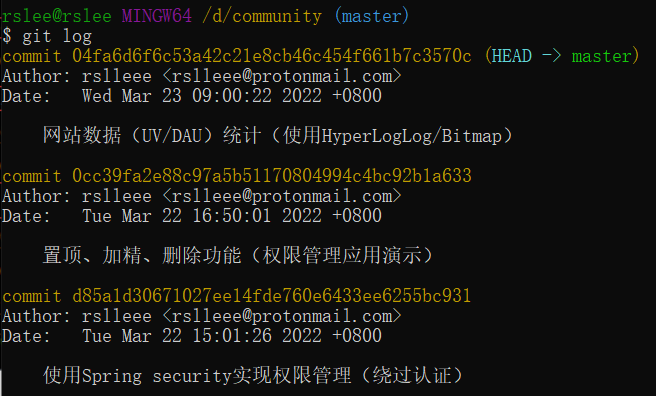 rslee@rslee MINGW64 /d/community (master)
$ git log
commit 04fa6d6f6c53a42c21e8cb46c454f661b7c3570c (HEAD -> master)
Author: rslleee <rslleee@protonmail.com>
Date:   Wed Mar 23 09:00:22 2022 +0800
网站数据（UV/DAU）统计（使用HyperLogLog/Bitmap）
commit 0cc39fa2e88c97a5b51170804994c4bc92b1a633
Author: rslleee <rslleee@protonmail.com>
Date:   Tue Mar 22 16:50:01 2022 +0800
置顶、加精、删除功能（权限管理应用演示）
commit d85a1d30671027ee14fde760e6433ee6255bc931
Author: rslleee <rslleee@protonmail.com>
Date:   Tue Mar 22 15:01:26 2022 +0800
使用Spring security实现权限管理（绕过认证）